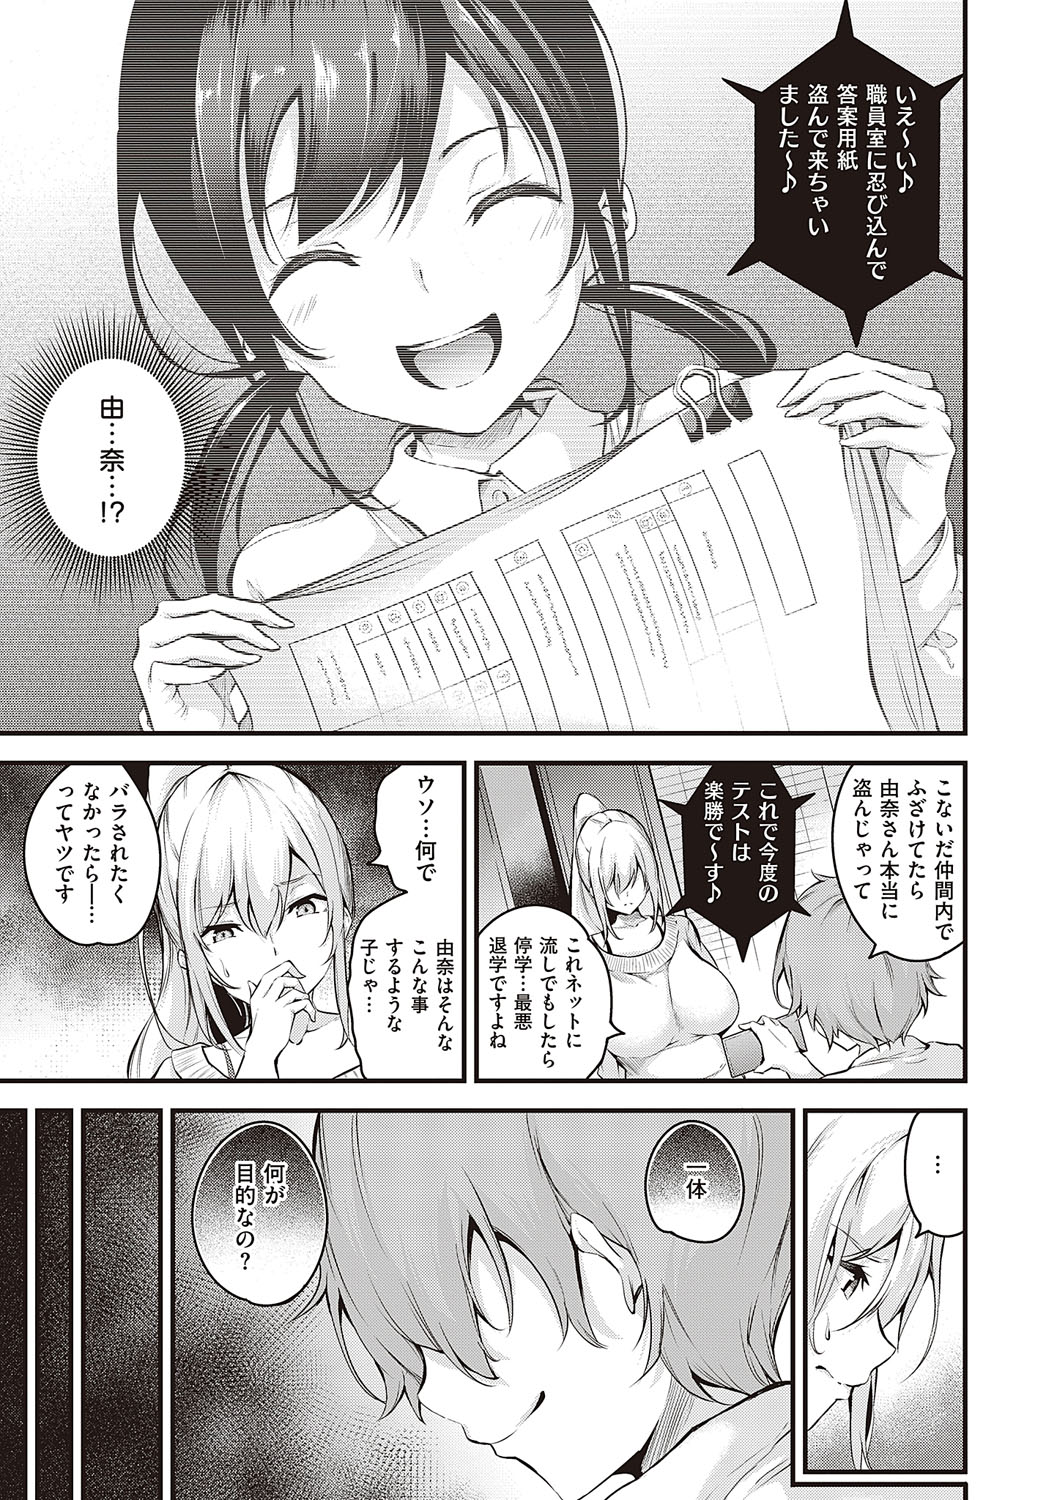 いえ～い♪
職員室に忍び込んで
答案用紙
盗んで来ちゃい
ました～♪
由…奈…!?
こないだ仲間内で
ふざけてたら
由奈さん本当に
盗んじゃって
これで今度の
テストは
楽勝で～す♪
これネットに
流しでもしたら
停学…最悪
退学ですよね
ウソ…何で
由奈はそんな
こんな事
するような
子じゃ…
バラされたく
なかったら――…
ってヤツです
…
一体
何が
目的なの？